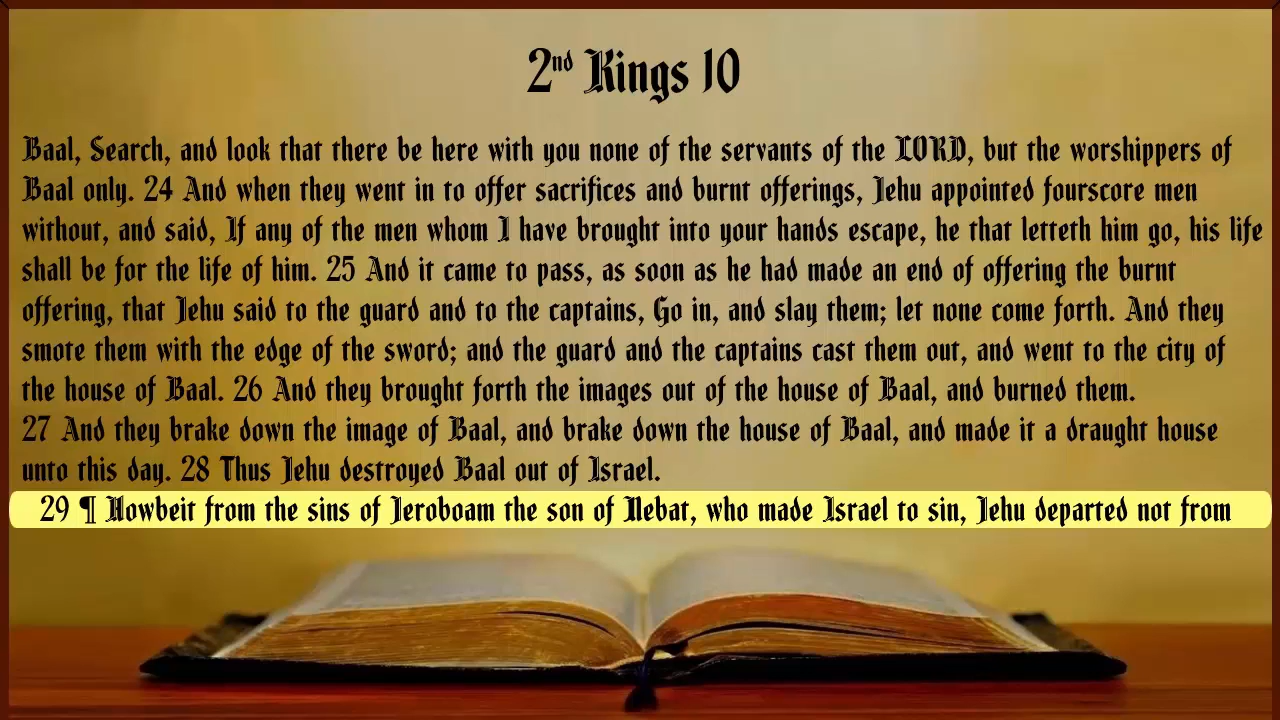 2nd Kings 10
Baal, Search, and look that there be here with you none of the servants of the LORD, but the worshippers of
Baal only. 24 And when they went in to offer sacrifices and burnt offerings, Jehu appointed fourscore men
without, and said, If any of the men whom I have brought into your hands escape, he that letteth him go, his life
shall be for the life of him. 25 And it came to pass, as soon as he had made an end of offering the burnt
offering, that Jehu said to the guard and to the captains, Go in, and slay them; let none come forth. And they
smote them with the edge of the sword; and the guard and the captains cast them out, and went to the city of
the house of Baal. 26 And they brought forth the images out of the house of Baal, and burned them.
27 And they brake down the image of Baal, and brake down the house of Baal, and made it a draught house
unto this day. 28 Thus Jehu destroyed Baal out of Israel.
29 ¶ Howbeit from the sins of Jeroboam the son of Nebat, who made Israel to sin, Jehu departed not from